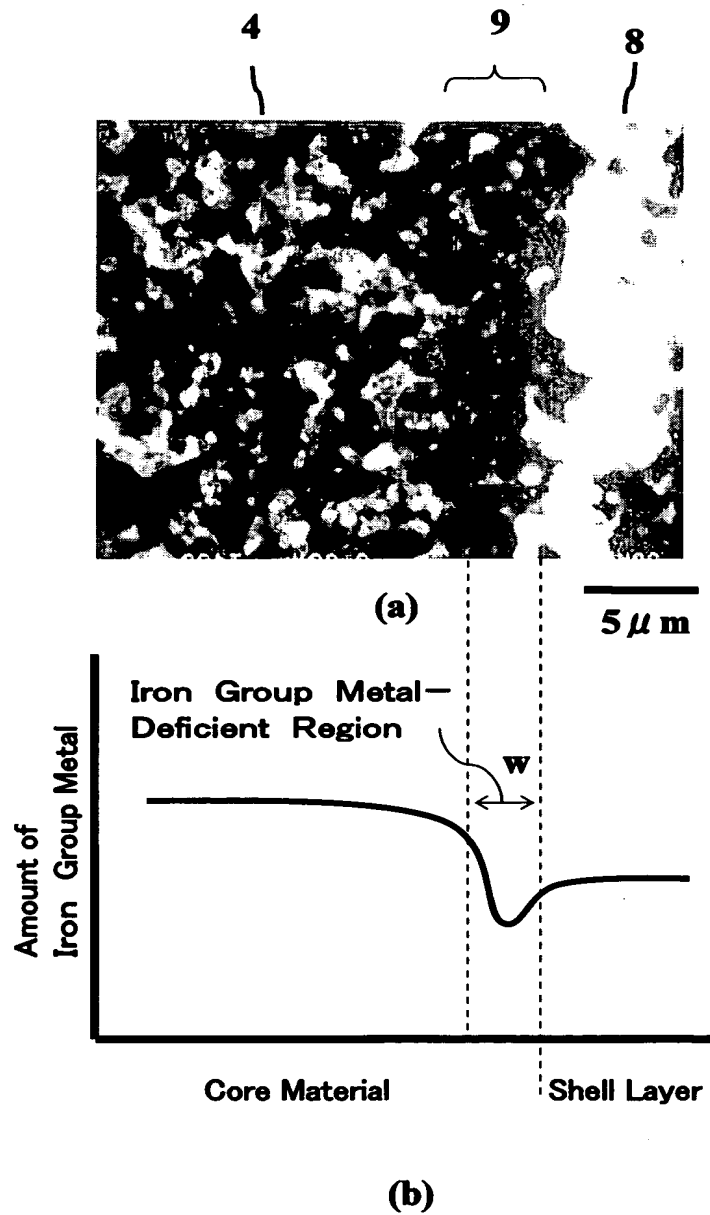 4
9
8
(a)
5 μ m
Iron Group Metal-
Deficient Region
w
Amount of
Iron Group Metal
Core Material
Shell Layer
(b)